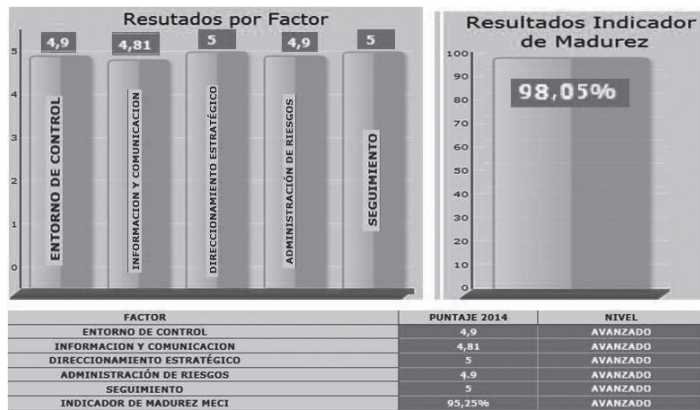 Resutados por Factor
4,9
4,81
5
4,9
5
5
4
3
2
1
0
ENTORNO DE CONTROL
INFORMACION Y COMUNICACION
DIRECCIONAMIENTO ESTRATÉGICO
ADMINISTRACIÓN DE RIESGOS
SEGUIMIENTO
Resultados Indicador
de Madurez
100
90
80
70
60
50
40
30
20
10
0
98,05%
FACTOR PUNTAJE 2014 NIVEL
ENTORNO DE CONTROL 4,9 AVANZADO
INFORMACION Y COMUNICACION 4,81 AVANZADO
DIRECCIONAMIENTO ESTRATÉGICO 5 AVANZADO
ADMINISTRACIÓN DE RIESGOS 4.9 AVANZADO
SEGUIMIENTO 5 AVANZADO
INDICADOR DE MADUREZ MECI 95,25% AVANZADO